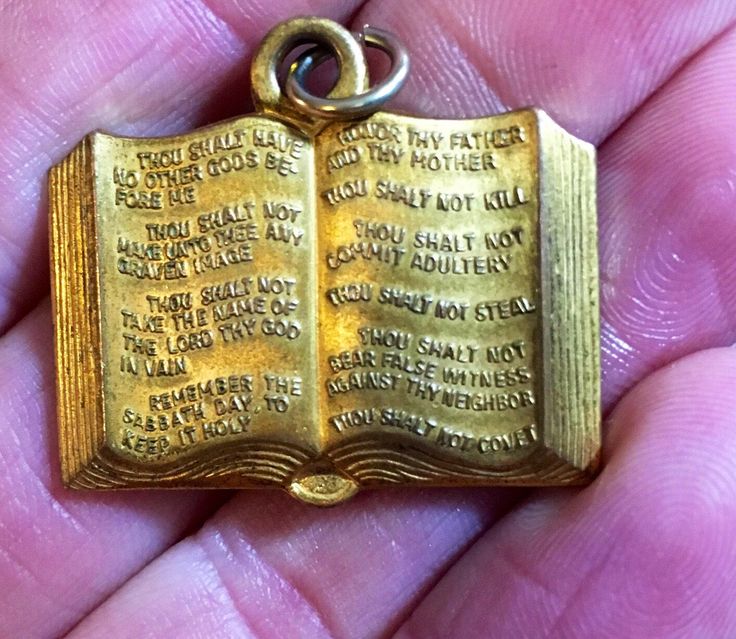 THOU SHALT HAVE
NO OTHER GODS BE-
FORE ME
THOU SHALT NOT
MAKE UNTO THEE ANY
GRAVEN IMAGE
THOU SHALT NOT
TAKE THE NAME OF
THE LORD THY GOD
IN VAIN
REMEMBER THE
SABBATH DAY, TO
KEEP IT HOLY
HONOR THY FATHER
AND THY MOTHER
THOU SHALT NOT KILL
THOU SHALT NOT
COMMIT ADULTERY
THOU SHALT NOT STEAL
THOU SHALT NOT
BEAR FALSE WITNESS
AGAINST THY NEIGHBOR
THOU SHALT NOT COVET